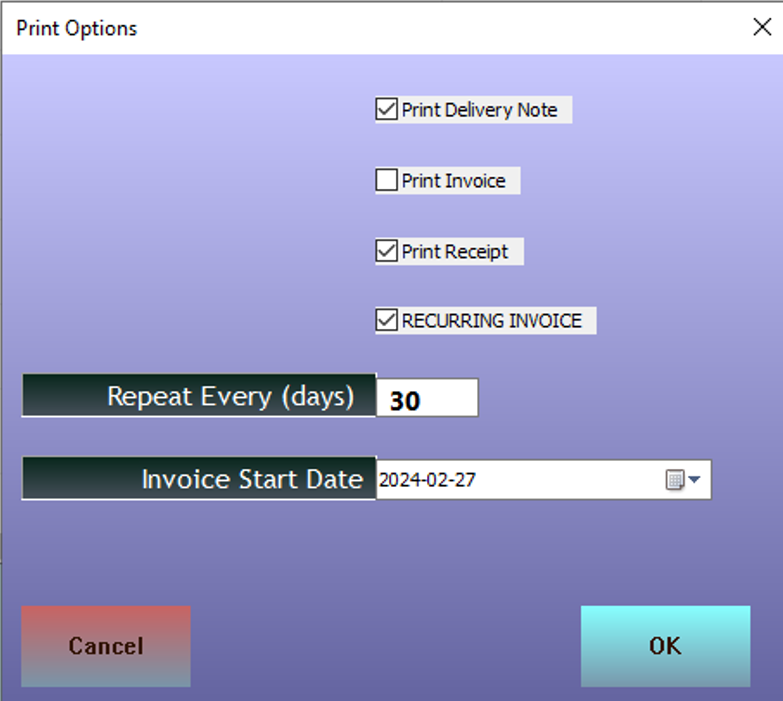 Print Options
Print Delivery Note
Print Invoice
Print Receipt
RECURRING INVOICE
Repeat Every (days) 30
Invoice Start Date 2024-02-27
Cancel OK